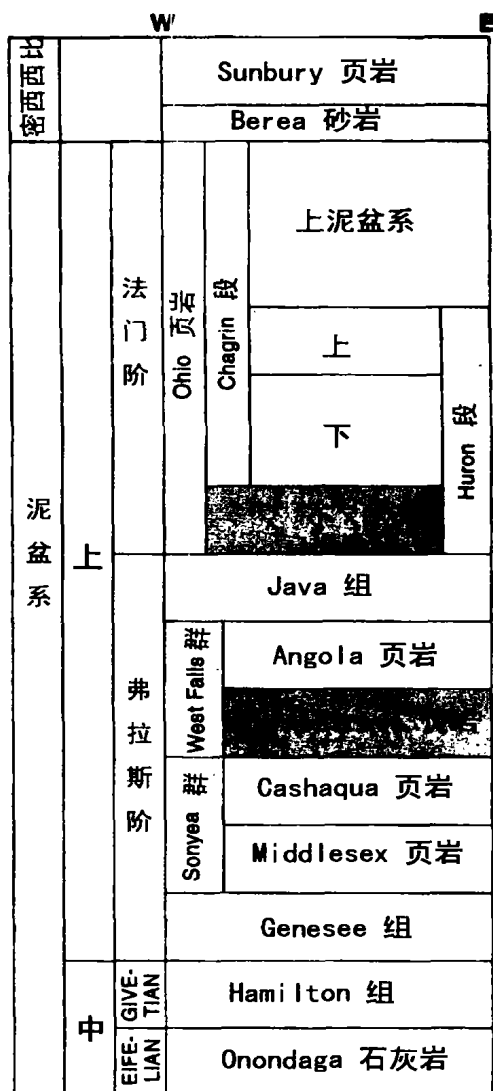 W E
密西西比
Sunbury 页岩
Berea 砂岩
泥盆系
上
法门阶
Ohio 页岩
Chagrin 段
上泥盆系
上
下
Huron 段
弗拉斯阶
Java 组
West Falls 群
Angola 页岩
Sonyea 群
Cashaqua 页岩
Middlesex 页岩
Genesee 组
中
GIVE-
TIAN
Hamilton 组
EIFE-
LIAN
Onondaga 石灰岩